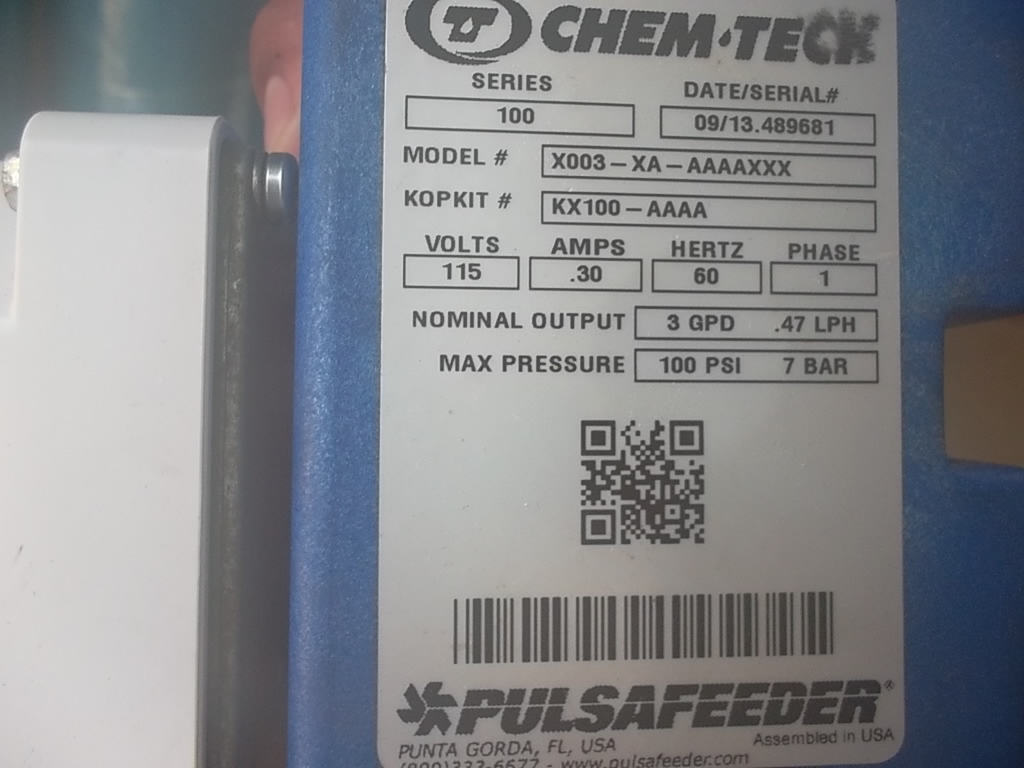 CHEM·TECH
SERIES DATE/SERIAL#
100 09/13.489681
MODEL # X003-XA-AAAAXXX
KOPKIT # KX100-AAAA
VOLTS AMPS HERTZ PHASE
115 .30 60 1
NOMINAL OUTPUT 3 GPD .47 LPH
MAX PRESSURE 100 PSI 7 BAR
PULSAFEEDER®
PUNTA GORDA, FL, USA Assembled in USA
- www.pulsafeeder.com